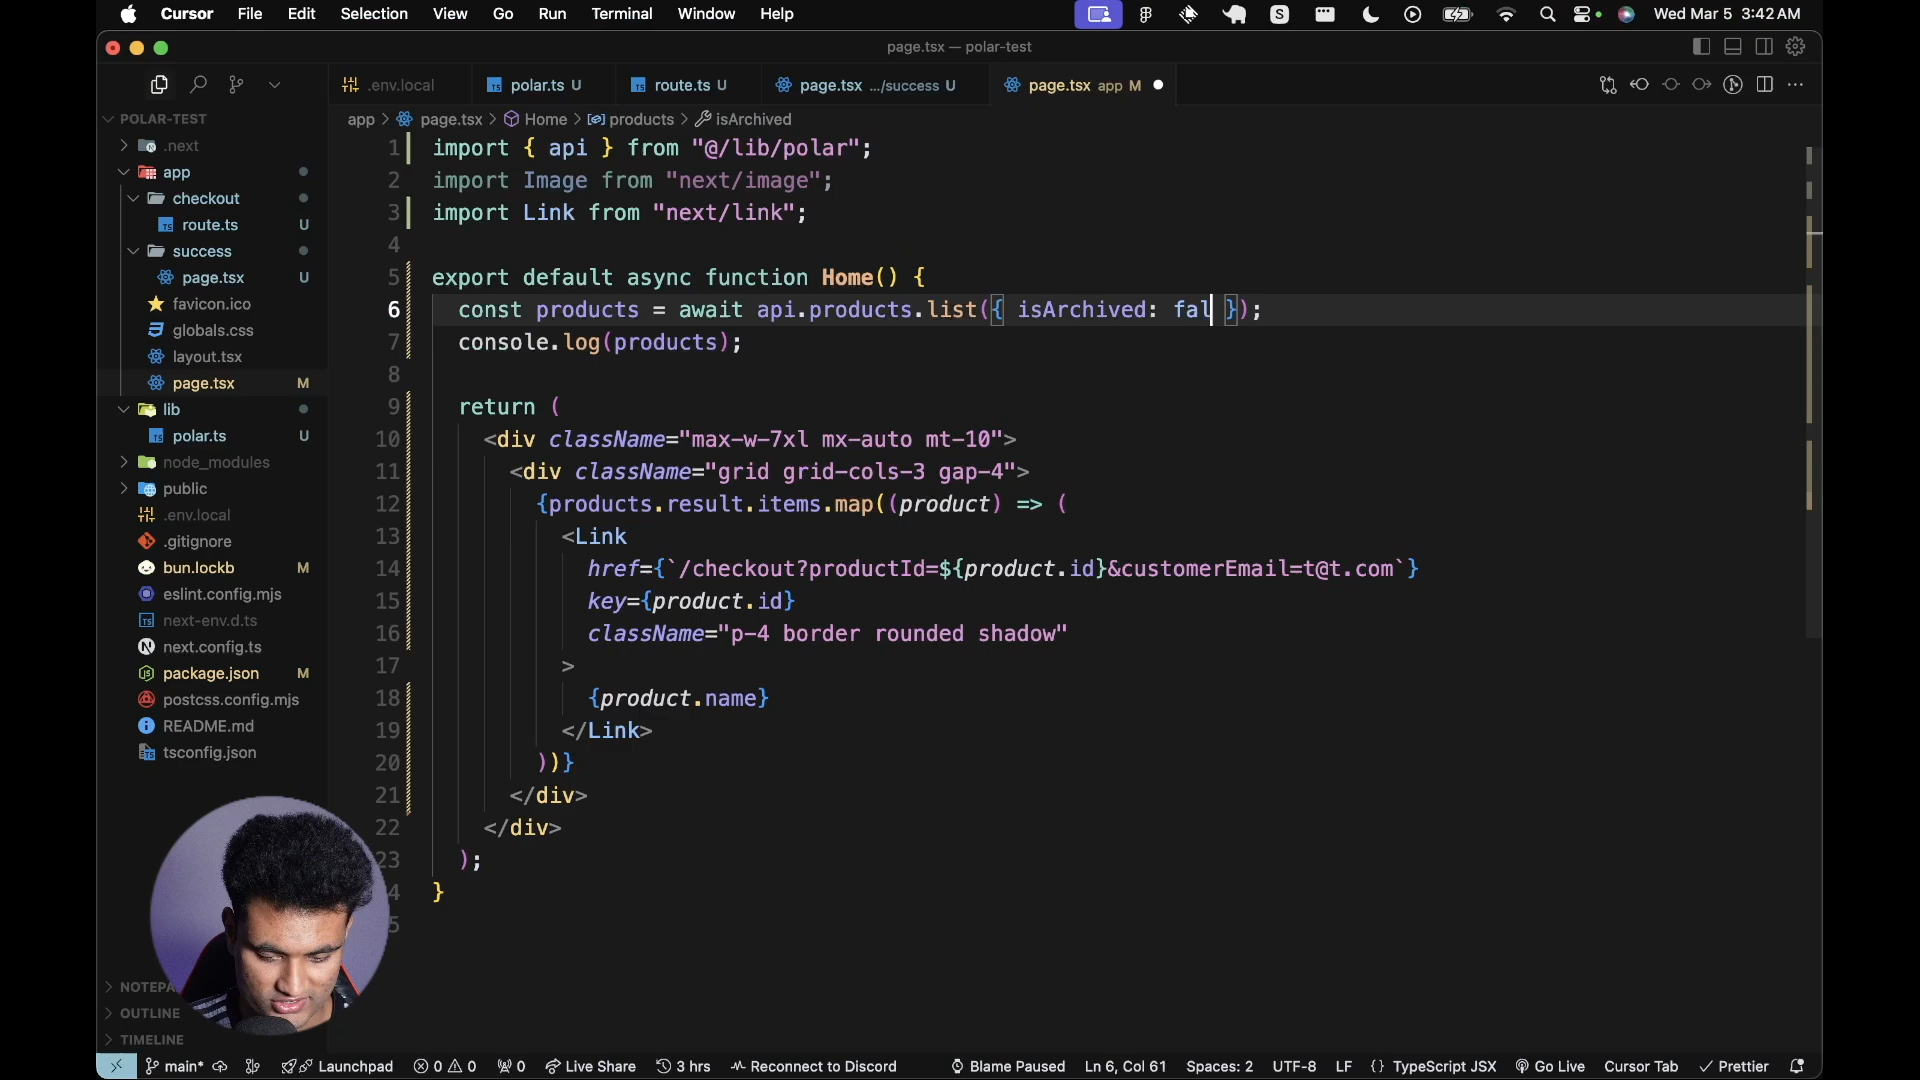 Cursor File Edit Selection View Go Run Terminal Window Help
S
Wed Mar 5 3:42 AM
page.tsx — polar-test
.env.local
polar.ts U
route.ts U
page.tsx .../success U
page.tsx app M
app > page.tsx > Home > products > isArchived
POLAR-TEST
.next
app
checkout
route.ts U
success
page.tsx U
favicon.ico
globals.css
layout.tsx
page.tsx M
lib
polar.ts U
node_modules
public
.env.local
.gitignore
bun.lockb M
eslint.config.mjs
next-env.d.ts
next.config.ts
package.json M
postcss.config.mjs
README.md
tsconfig.json
OUTLINE
TIMELINE
1 import { api } from "@/lib/polar";
2 import Image from "next/image";
3 import Link from "next/link";
4
5 export default async function Home() {
6 const products = await api.products.list({ isArchived: fal });
7 console.log(products);
8
9 return (
10 <div className="max-w-7xl mx-auto mt-10">
11 <div className="grid grid-cols-3 gap-4">
12 {products.result.items.map((product) => (
13 <Link
14 href={`/checkout?productId=${product.id}&customerEmail=t@t.com`}
15 key={product.id}
16 className="p-4 border rounded shadow"
17 >
18 {product.name}
19 </Link>
20 ))}
21 </div>
22 </div>
23 );
4 }
5
main* Launchpad 0 0 0 Live Share 3 hrs Reconnect to Discord Blame Paused Ln 6, Col 61 Spaces: 2 UTF-8 LF {} TypeScript JSX Go Live Cursor Tab Prettier